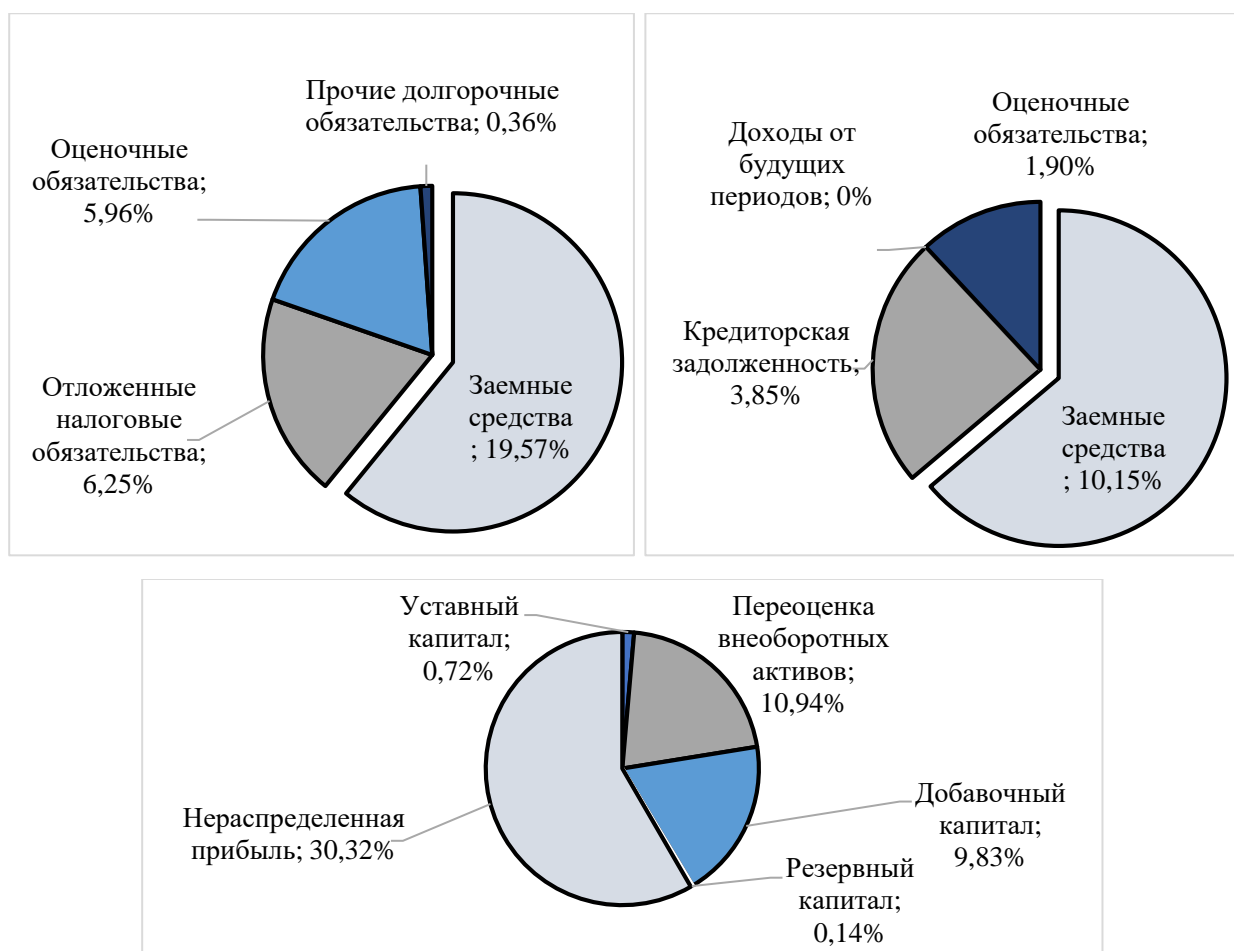 Прочие долгорочные
обязательства; 0,36%
Оценочные
обязательства;
5,96%
Отложенные
налоговые
обязательства;
6,25%
Заемные
средства
; 19,57%
Оценочные
обязательства;
1,90%
Доходы от
будущих
периодов; 0%
Кредиторская
задолженность;
3,85%
Заемные
средства
; 10,15%
Уставный
капитал;
0,72%
Переоценка
внеоборотных
активов;
10,94%
Добавочный
капитал;
9,83%
Резервный
капитал;
0,14%
Нераспределенная
прибыль; 30,32%